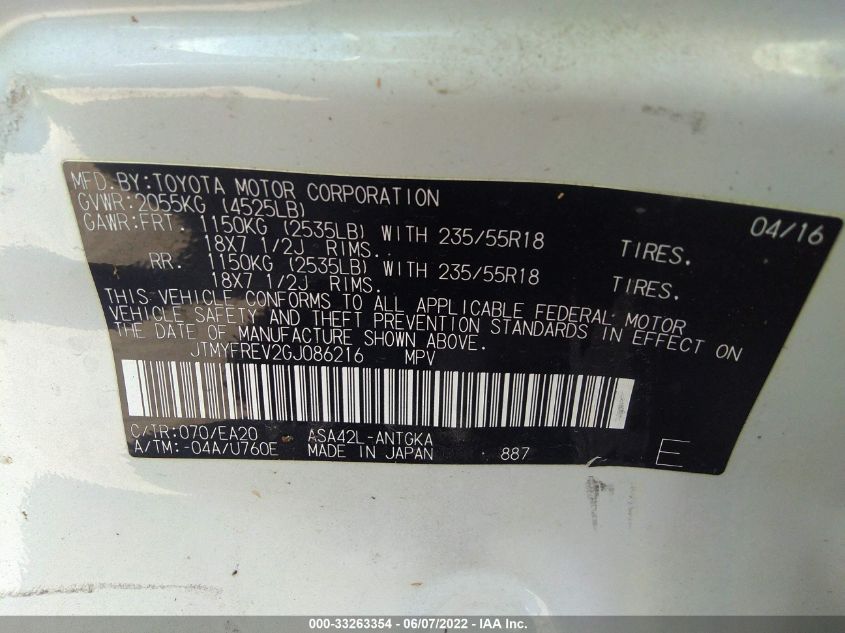 MFD.BY:TOYOTA MOTOR CORPORATION 04/16
GVWR:2055KG (4525LB)
GAWR:FRT. 1150KG (2535LB) WITH 235/55R18 TIRES.
18X7 1/2J RIMS..
RR. 1150KG (2535LB) WITH 235/55R18 TIRES.
18X7 1/2J RIMS.
THIS VEHICLE CONFORMS TO ALL APPLICABLE FEDERAL MOTOR
VEHICLE SAFETY AND THEFT PREVENTION STANDARDS IN EFFECT ON
THE DATE OF MANUFACTURE SHOWN ABOVE.
JTMYFREV2GJ086216 MPV
C/TR:070/EA20 ASA42L-ANTGKA
A/TM:-04A/U760E MADE IN JAPAN 887 E
000-33263354 - 06/07/2022 - IAA Inc.